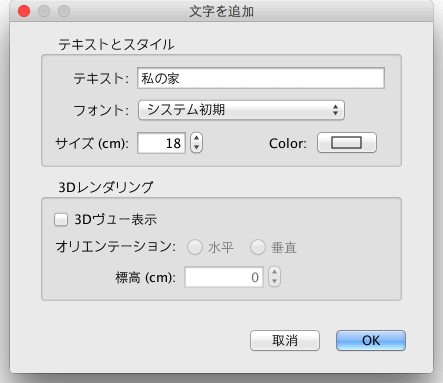 文字を追加
テキストとスタイル
テキスト: 私の家
フォント: システム初期
サイズ (cm): 18 Color:
3Dレンダリング
3Dヴュー表示
オリエンテーション: 水平 垂直
標高 (cm): 0
取消 OK